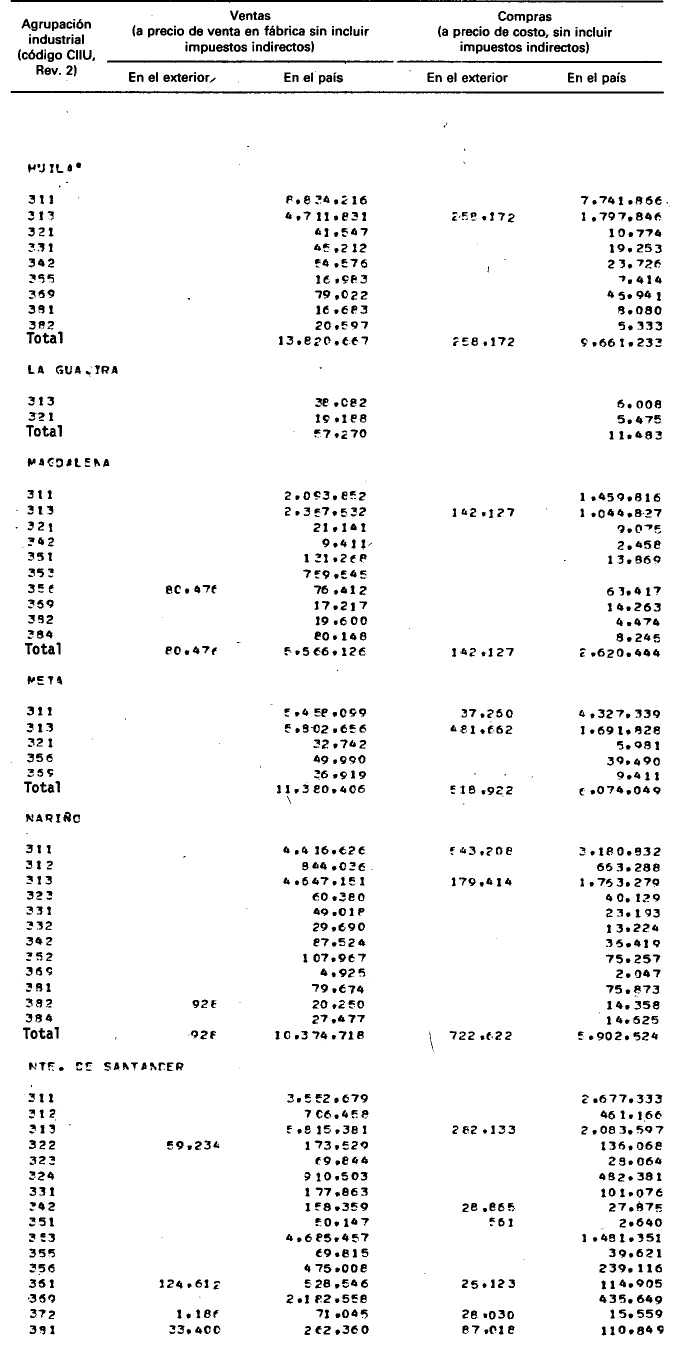 Agrupación industrial (código CIIU, Rev. 2)
Ventas (a precio de venta en fábrica sin incluir impuestos indirectos)
Compras (a precio de costo, sin incluir impuestos indirectos)
En el exterior En el país En el exterior En el país
HUILA*
311 8.834.216 7.741.866
313 4.711.831 258.172 1.797.846
321 41.547 10.774
331 45.212 19.253
342 54.576 23.726
355 16.983 7.414
369 79.022 46.941
381 16.683 8.080
382 20.597 5.333
Total 13.820.667 258.172 9.661.233
LA GUAJIRA
313 38.082 6.008
321 19.188 5.475
Total 57.270 11.483
MAGDALENA
311 2.093.852 1.459.816
313 2.357.532 142.127 1.044.827
321 21.141 9.075
342 9.411 2.458
351 131.268 13.869
353 759.545
356 80.476 76.412 63.417
369 17.217 14.263
382 19.600 4.474
384 80.148 8.245
Total 80.476 5.566.126 142.127 2.620.444
META
311 5.458.099 37.260 4.327.339
313 5.802.656 481.662 1.691.828
321 32.742 5.981
356 49.990 39.490
369 36.919 9.411
Total 11.380.406 518.922 6.074.049
NARIÑO
311 4.416.626 543.208 3.180.832
312 844.036 663.288
313 4.647.151 179.414 1.763.279
323 60.380 40.129
331 49.018 23.193
332 29.690 13.224
342 87.524 36.419
352 107.967 75.257
369 4.925 2.047
381 79.674 75.873
382 928 20.250 14.358
384 27.477 14.625
Total 928 10.374.718 722.622 5.902.524
NTE. DE SANTANDER
311 3.552.679 2.677.333
312 706.458 461.166
313 5.815.381 2.083.597
322 59.234 173.529 136.068
323 69.844 28.064
324 910.503 482.381
331 177.863 101.076
342 158.359 28.865 27.875
351 50.147 561 2.640
353 4.685.457 1.481.351
355 69.815 39.621
356 475.008 239.116
361 124.612 528.546 25.123 114.905
369 2.182.558 435.649
372 1.186 71.045 28.030 15.559
381 33.400 262.360 87.018 110.849